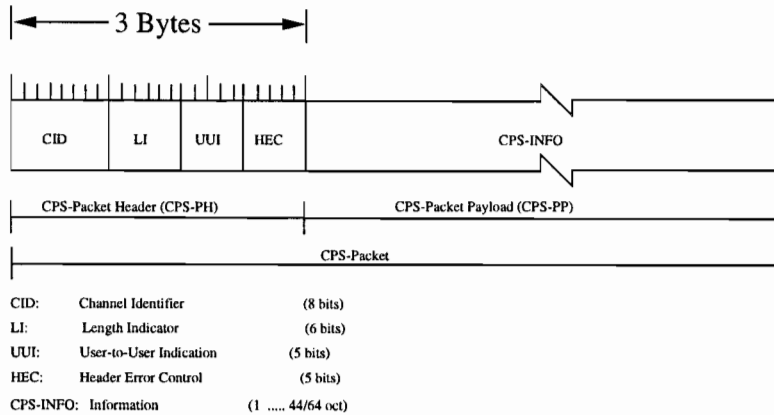 3 Bytes
CID LI UUI HEC CPS-INFO
CPS-Packet Header (CPS-PH) CPS-Packet Payload (CPS-PP)
CPS-Packet
CID: Channel Identifier (8 bits)
LI: Length Indicator (6 bits)
UUI: User-to-User Indication (5 bits)
HEC: Header Error Control (5 bits)
CPS-INFO: Information (1 ..... 44/64 oct)